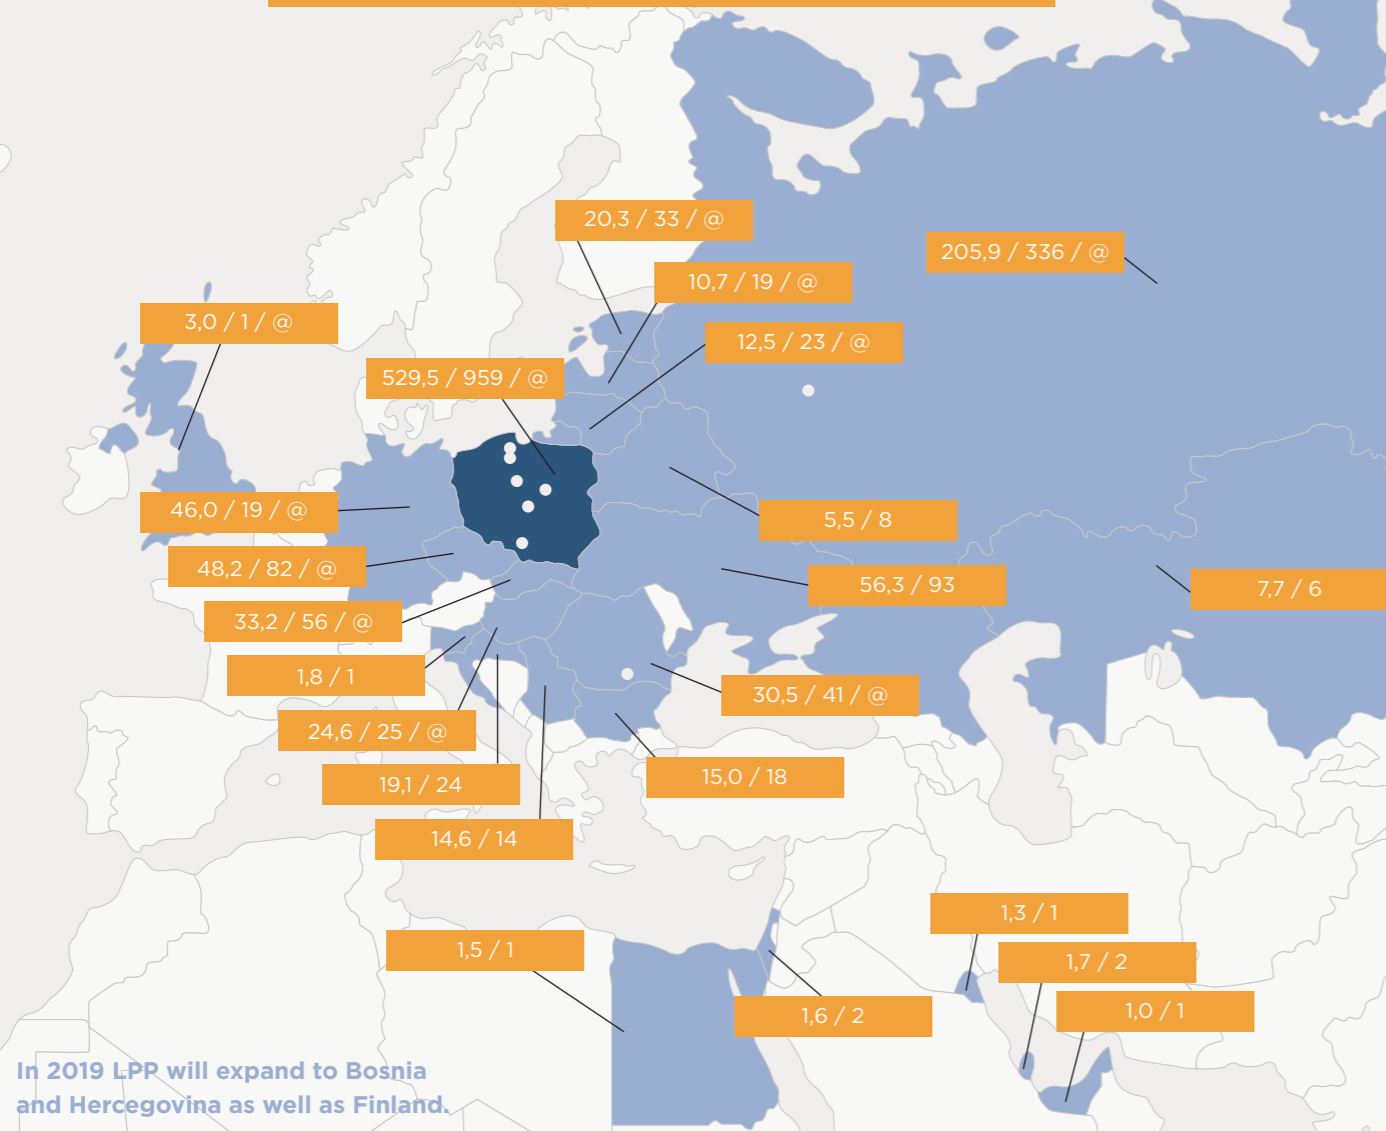 20,3 / 33 / @
205,9 / 336 / @
10,7 / 19 / @
3,0 / 1 / @
12,5 / 23 / @
529,5 / 959 / @
46,0 / 19 / @
5,5 / 8
48,2 / 82 / @
56,3 / 93
7,7 / 6
33,2 / 56 / @
1,8 / 1
30,5 / 41 / @
24,6 / 25 / @
15,0 / 18
19,1 / 24
14,6 / 14
1,3 / 1
1,5 / 1
1,7 / 2
1,6 / 2
1,0 / 1
In 2019 LPP will expand to Bosnia
and Hercegovina as well as Finland.